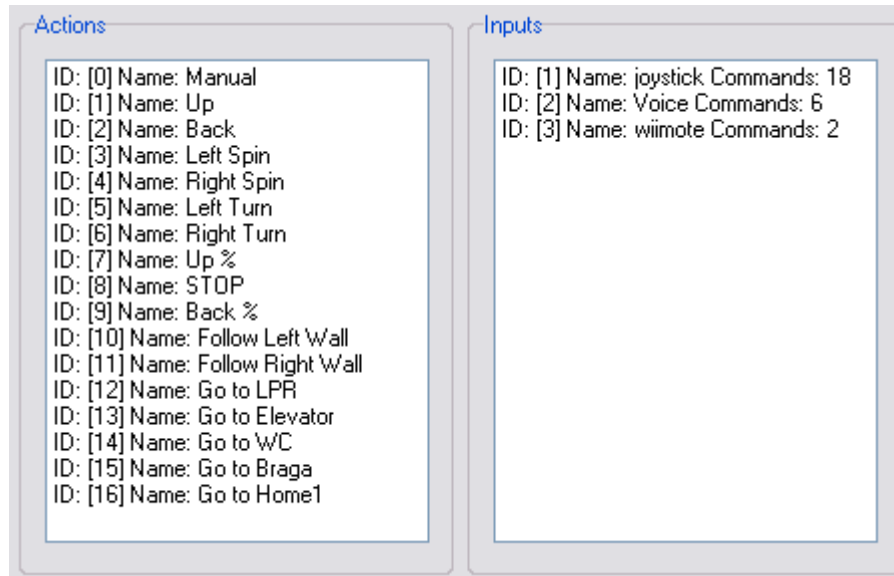 Actions
ID: [0] Name: Manual
ID: [1] Name: Up
ID: [2] Name: Back
ID: [3] Name: Left Spin
ID: [4] Name: Right Spin
ID: [5] Name: Left Turn
ID: [6] Name: Right Turn
ID: [7] Name: Up %
ID: [8] Name: STOP
ID: [9] Name: Back %
ID: [10] Name: Follow Left Wall
ID: [11] Name: Follow Right Wall
ID: [12] Name: Go to LPR
ID: [13] Name: Go to Elevator
ID: [14] Name: Go to WC
ID: [15] Name: Go to Braga
ID: [16] Name: Go to Home1
Inputs
ID: [1] Name: joystick Commands: 18
ID: [2] Name: Voice Commands: 6
ID: [3] Name: wiimote Commands: 2